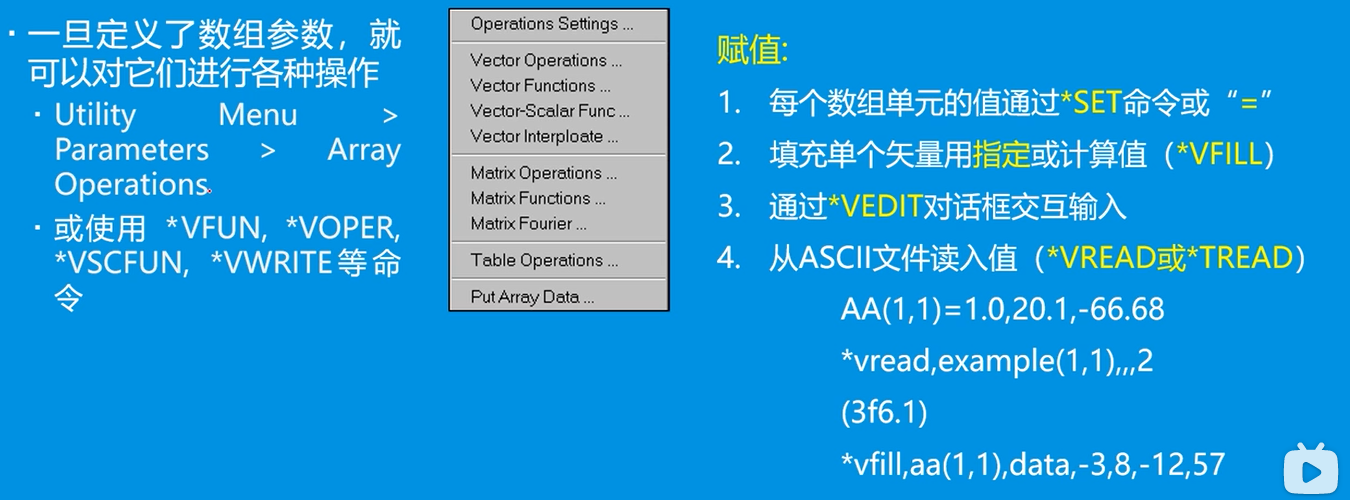 · 一旦定义了数组参数，就
可以对它们进行各种操作
· Utility Menu >
Parameters > Array
Operations.
· 或使用 *VFUN, *VOPER,
*VSCFUN, *VWRITE等命
令
Operations Settings ...
Vector Operations ...
Vector Functions ...
Vector-Scalar Func ...
Vector Interploate ...
Matrix Operations ...
Matrix Functions ...
Matrix Fourier ...
Table Operations ...
Put Array Data ...
赋值:
1. 每个数组单元的值通过*SET命令或“=”
2. 填充单个矢量用指定或计算值（*VFILL）
3. 通过*VEDIT对话框交互输入
4. 从ASCII文件读入值（*VREAD或*TREAD）
AA(1,1)=1.0,20.1,-66.68
*vread,example(1,1),,,2
(3f6.1)
*vfill,aa(1,1),data,-3,8,-12,57